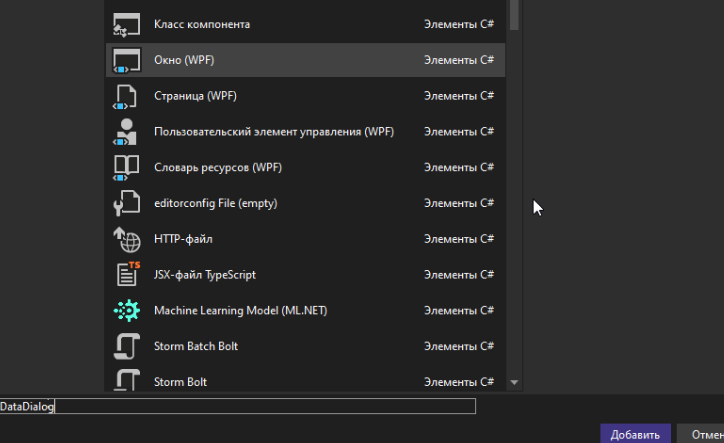 Класс компонента Элементы C#
Окно (WPF) Элементы C#
Страница (WPF) Элементы C#
Пользовательский элемент управления (WPF) Элементы C#
Словарь ресурсов (WPF) Элементы C#
editorconfig File (empty) Элементы C#
HTTP-файл Элементы C#
TS
JSX-файл TypeScript Элементы C#
Machine Learning Model (ML.NET) Элементы C#
Storm Batch Bolt Элементы C#
Storm Bolt Элементы C#
DataDialog
Добавить Отмен